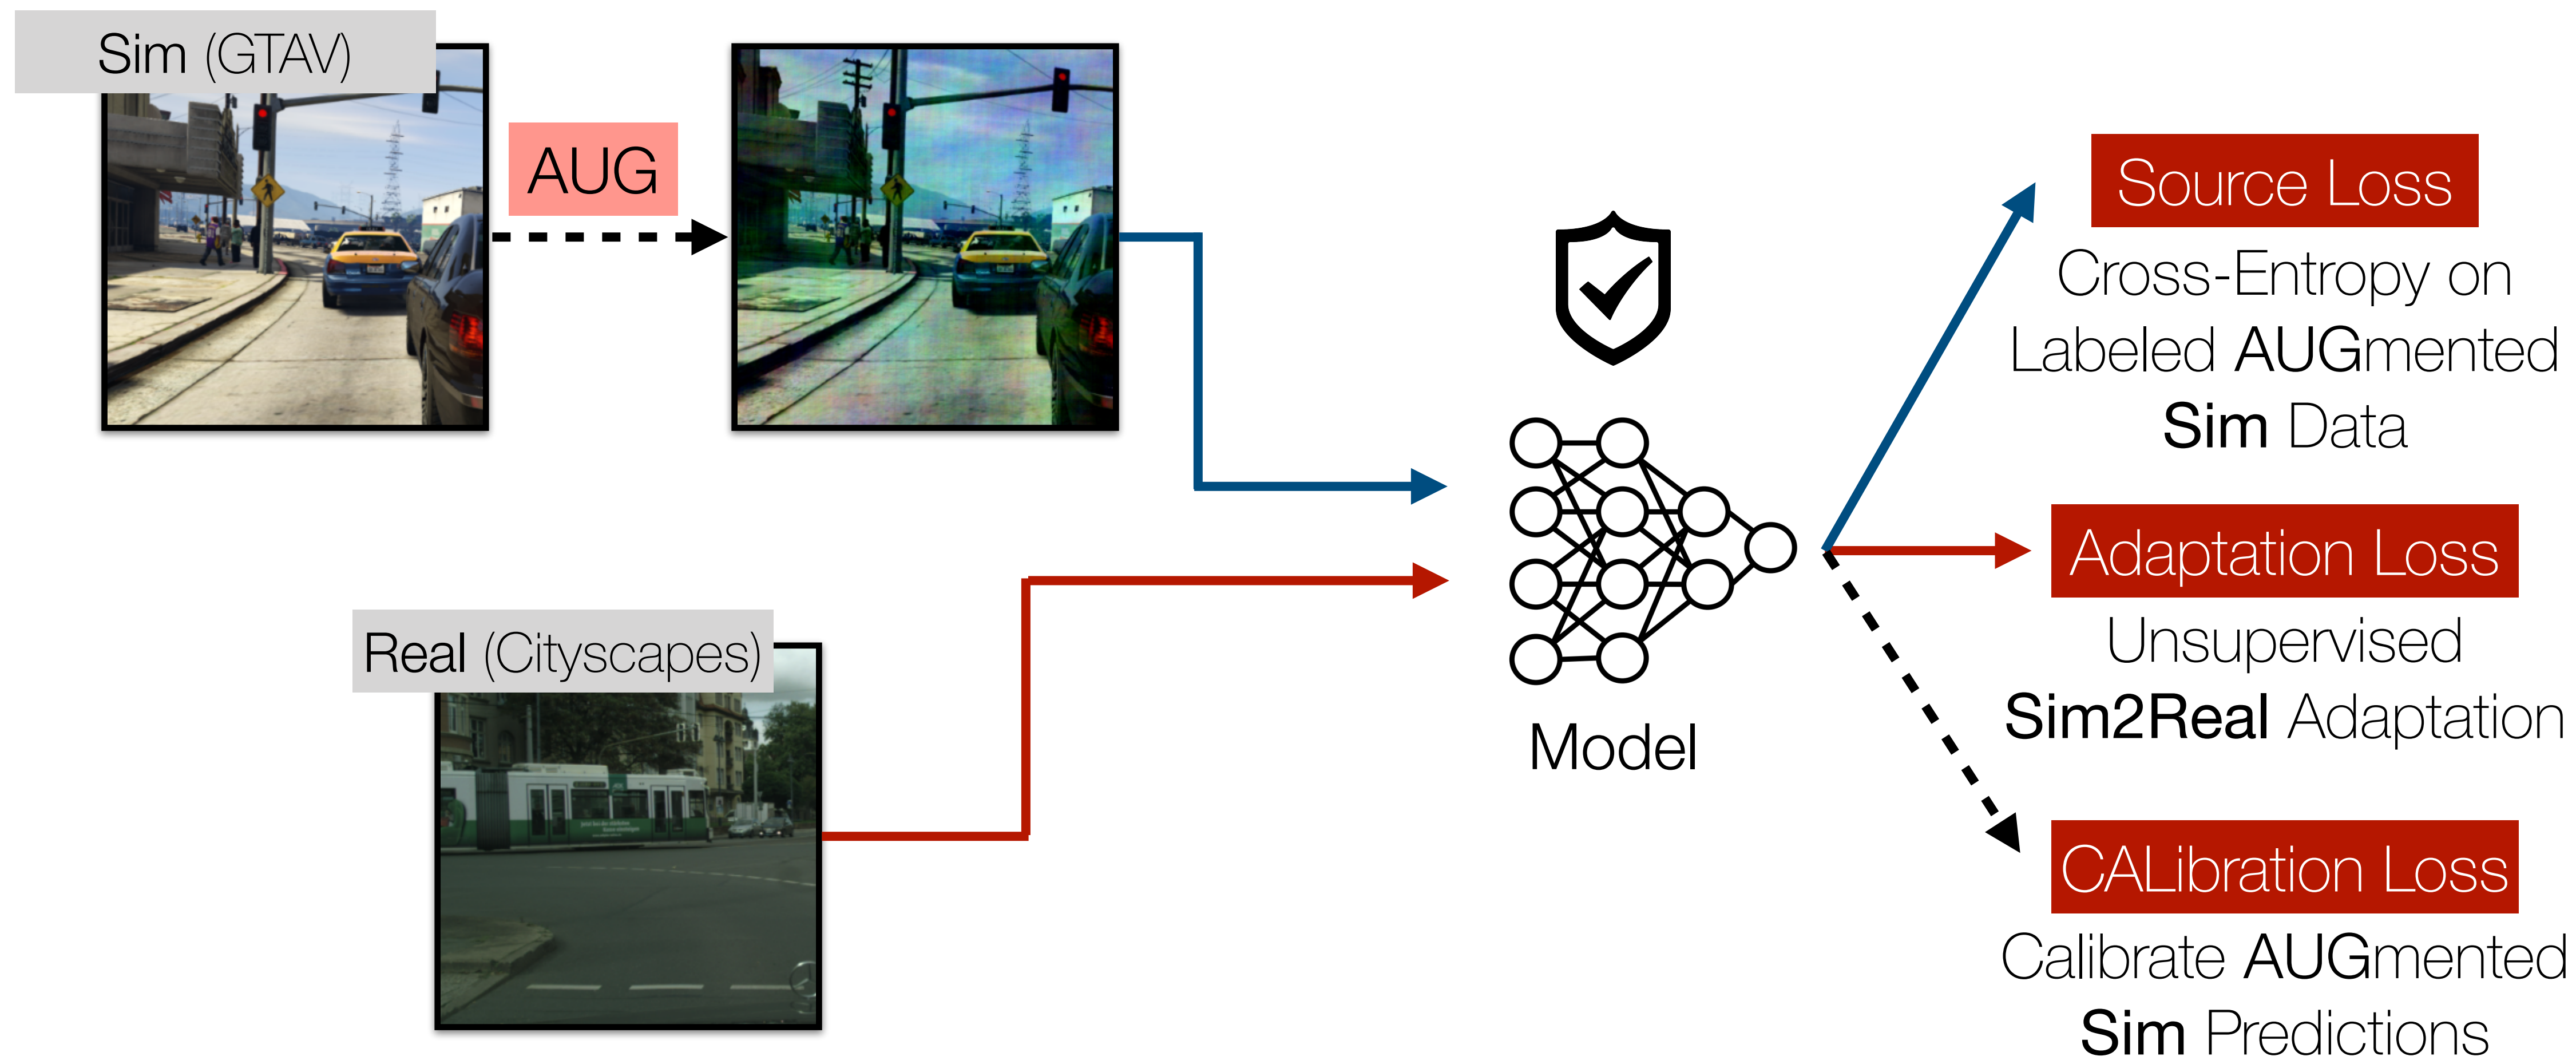 Sim (GTAV)
AUG
Real (Cityscapes)
Model
Source Loss
Cross-Entropy on
Labeled AUGmented
Sim Data
Adaptation Loss
Unsupervised
Sim2Real Adaptation
CALibration Loss
Calibrate AUGmented
Sim Predictions